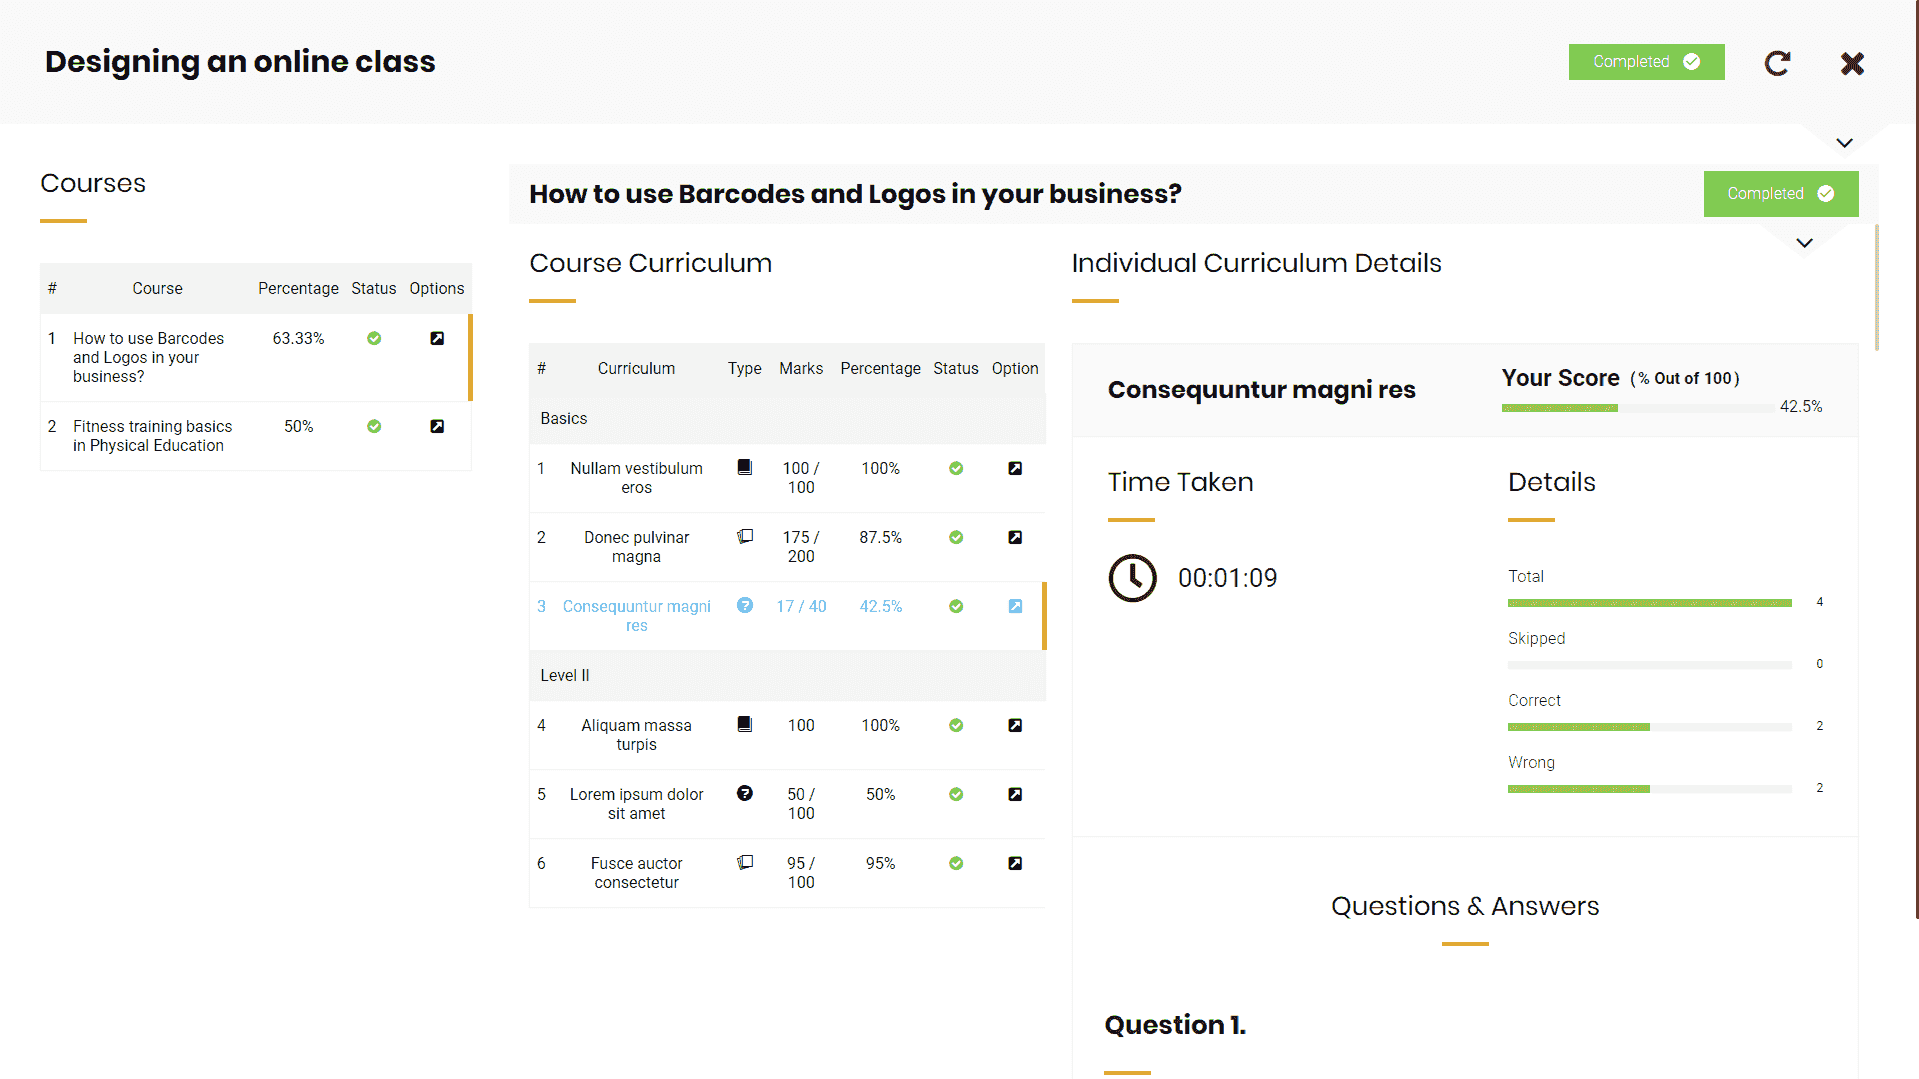 Designing an online class
Completed
Courses
# Course Percentage Status Options
1 How to use Barcodes and Logos in your business? 63.33%
2 Fitness training basics in Physical Education 50%
How to use Barcodes and Logos in your business?
Completed
Course Curriculum
# Curriculum Type Marks Percentage Status Option
Basics
1 Nullam vestibulum eros 100 / 100 100%
2 Donec pulvinar magna 175 / 200 87.5%
3 Consequuntur magni res 17 / 40 42.5%
Level II
4 Aliquam massa turpis 100 100%
5 Lorem ipsum dolor sit amet 50 / 100 50%
6 Fusce auctor consectetur 95 / 100 95%
Individual Curriculum Details
Consequuntur magni res
Your Score (% Out of 100)
42.5%
Time Taken
00:01:09
Details
Total
4
Skipped
0
Correct
2
Wrong
2
Questions & Answers
Question 1.